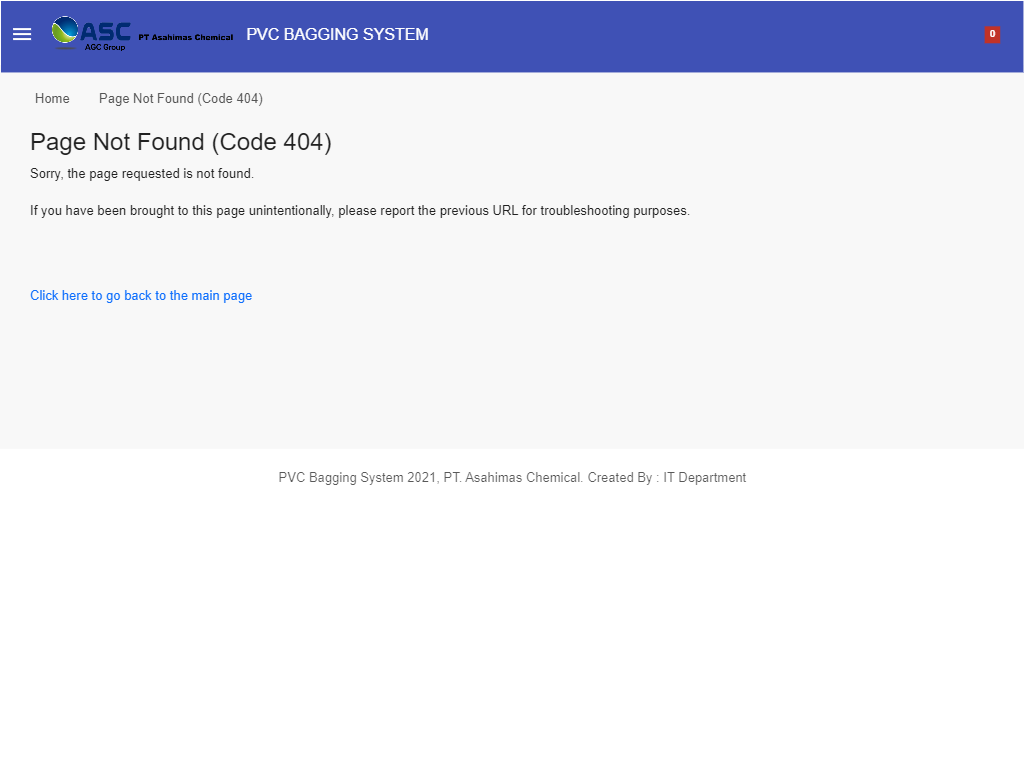 ASC
AGC Group
PT Asahimas Chemical
PVC BAGGING SYSTEM
0
Home
Page Not Found (Code 404)
Page Not Found (Code 404)
Sorry, the page requested is not found.
If you have been brought to this page unintentionally, please report the previous URL for troubleshooting purposes.
Click here to go back to the main page
PVC Bagging System 2021, PT. Asahimas Chemical. Created By : IT Department